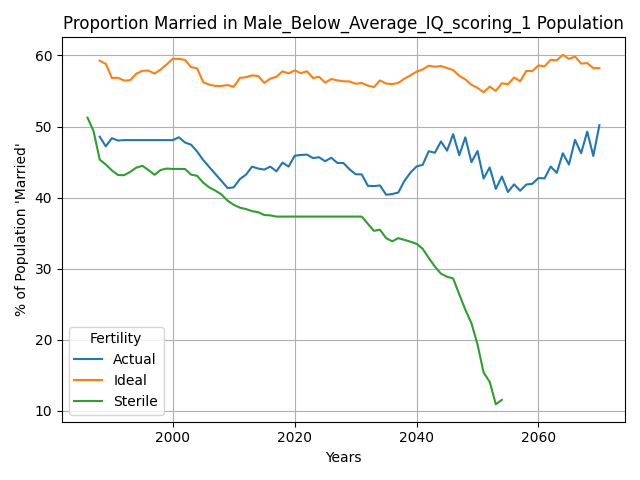 Proportion Married in Male_Below_Average_IQ_scoring_1 Population
% of Population 'Married'
60
50
40
30
20
10
Fertility
Actual
Ideal
Sterile
2000 2020 2040 2060
Years